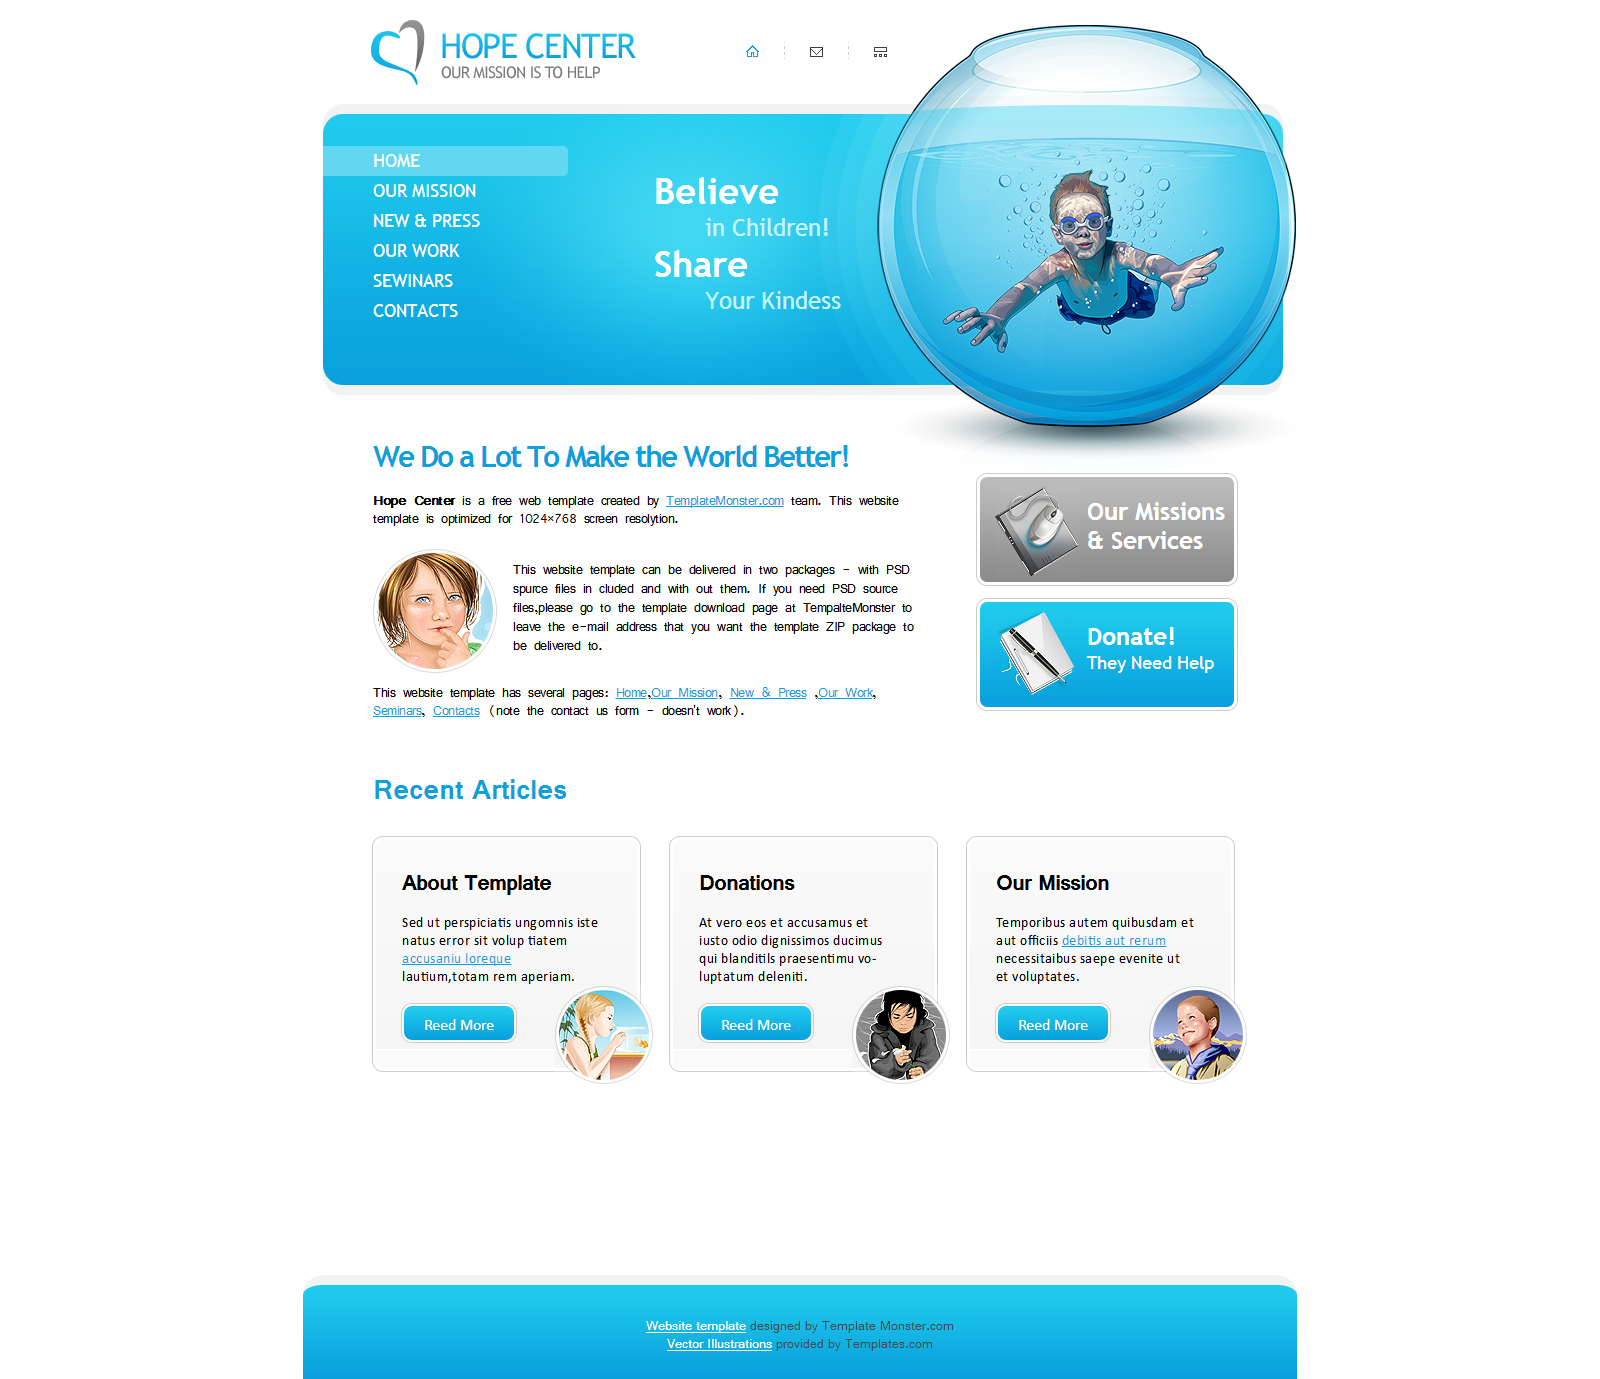 HOPE CENTER
OUR MISSION IS TO HELP
HOME
OUR MISSION
NEW & PRESS
OUR WORK
SEWINARS
CONTACTS
Believe
in Children!
Share
Your Kindess
We Do a Lot To Make the World Better!
Hope Center is a free web template created by TemplateMonster.com team. This website
template is optimized for 1024×768 screen resolytion.
This website template can be delivered in two packages - with PSD
spurce files in cluded and with out them. If you need PSD source
files,please go to the template download page at TempalteMonster to
leave the e-mail address that you want the template ZIP package to
be delivered to.
This website template has several pages: Home,Our Mission, New & Press ,Our Work,
Seminars, Contacts (note the contact us form - doesn't work).
Our Missions
& Services
Donate!
They Need Help
Recent Articles
About Template
Sed ut perspiciatis ungomnis iste
natus error sit volup tiatem
accusaniu loreque
lautium,totam rem aperiam.
Reed More
Donations
At vero eos et accusamus et
iusto odio dignissimos ducimus
qui blanditils praesentimu vo-
luptatum deleniti.
Reed More
Our Mission
Temporibus autem quibusdam et
aut officiis debitis aut rerum
necessitaibus saepe evenite ut
et voluptates.
Reed More
Website template designed by Template Monster.com
Vector Illustrations provided by Templates.com